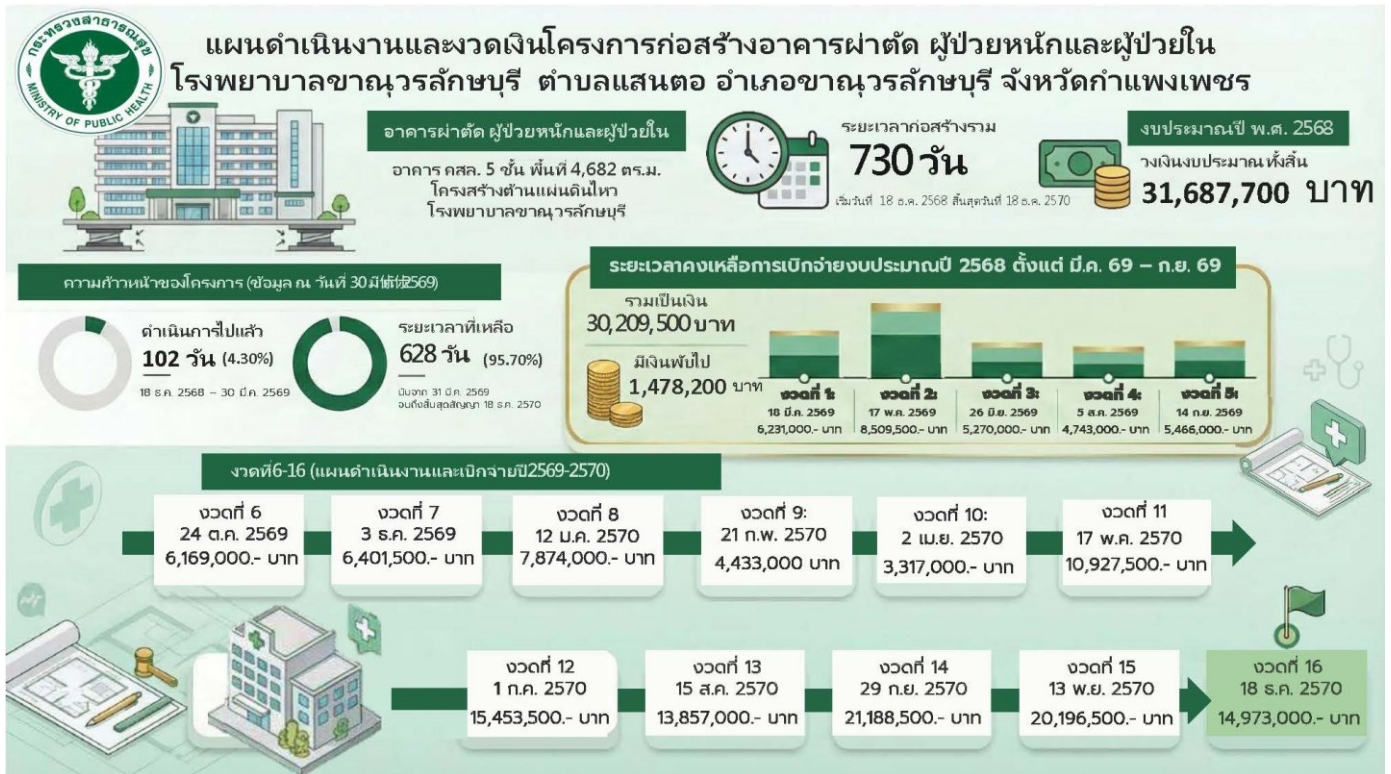 กระทรวงสาธารณสุข
MINISTRY OF PUBLIC HEALTH
แผนดำเนินงานและงวดเงินโครงการก่อสร้างอาคารผ่าตัด ผู้ป่วยหนักและผู้ป่วยใน
โรงพยาบาลขาณุวรลักษบุรี ตำบลแสนตอ อำเภอขาณุวรลักษบุรี จังหวัดกำแพงเพชร
อาคารผ่าตัด ผู้ป่วยหนักและผู้ป่วยใน
อาคาร คสล. 5 ชั้น พื้นที่ 4,682 ตร.ม.
โครงสร้างต้านแผ่นดินไหว
โรงพยาบาลขาณุวรลักษบุรี
ระยะเวลาก่อสร้างรวม
730 วัน
เริ่มวันที่ 18 ธ.ค. 2568 สิ้นสุดวันที่ 18 ธ.ค. 2570
งบประมาณปี พ.ศ. 2568
วงเงินงบประมาณ ทั้งสิ้น
31,687,700 บาท
ความก้าวหน้าของโครงการ (ข้อมูล ณ วันที่ 30 2569)
ดำเนินการไปแล้ว
102 วัน (4.30%)
18 ธ.ค. 2568 – 30 มี.ค. 2569
ระยะเวลาที่เหลือ
628 วัน (95.70%)
นับจาก 31 มี.ค. 2569
จนถึงสิ้นสุดสัญญา 18 ธ.ค. 2570
ระยะเวลาคงเหลือการเบิกจ่ายงบประมาณปี 2568 ตั้งแต่ มี.ค. 69 – ก.ย. 69
รวมเป็นเงิน
30,209,500 บาท
มีเงินพับไป
1,478,200 บาท
งวดที่ 1:
18 มี.ค. 2569
6,231,000.- บาท
งวดที่ 2:
17 พ.ค. 2569
8,509,500.- บาท
งวดที่ 3:
26 มิ.ย. 2569
5,270,000.- บาท
งวดที่ 4:
5 ส.ค. 2569
4,743,000.- บาท
งวดที่ 5:
14 ก.ย. 2569
5,466,000.- บาท
งวดที่6-16 (แผนดำเนินงานและเบิกจ่ายปี2569-2570)
งวดที่ 6
24 ต.ค. 2569
6,169,000.- บาท
งวดที่ 7
3 ธ.ค. 2569
6,401,500.- บาท
งวดที่ 8
12 ม.ค. 2570
7,874,000.- บาท
งวดที่ 9:
21 ก.พ. 2570
4,433,000 บาท
งวดที่ 10:
2 เม.ย. 2570
3,317,000.- บาท
งวดที่ 11
17 พ.ค. 2570
10,927,500.- บาท
งวดที่ 12
1 ก.ค. 2570
15,453,500.- บาท
งวดที่ 13
15 ส.ค. 2570
13,857,000.- บาท
งวดที่ 14
29 ก.ย. 2570
21,188,500.- บาท
งวดที่ 15
13 พ.ย. 2570
20,196,500.- บาท
งวดที่ 16
18 ธ.ค. 2570
14,973,000.- บาท